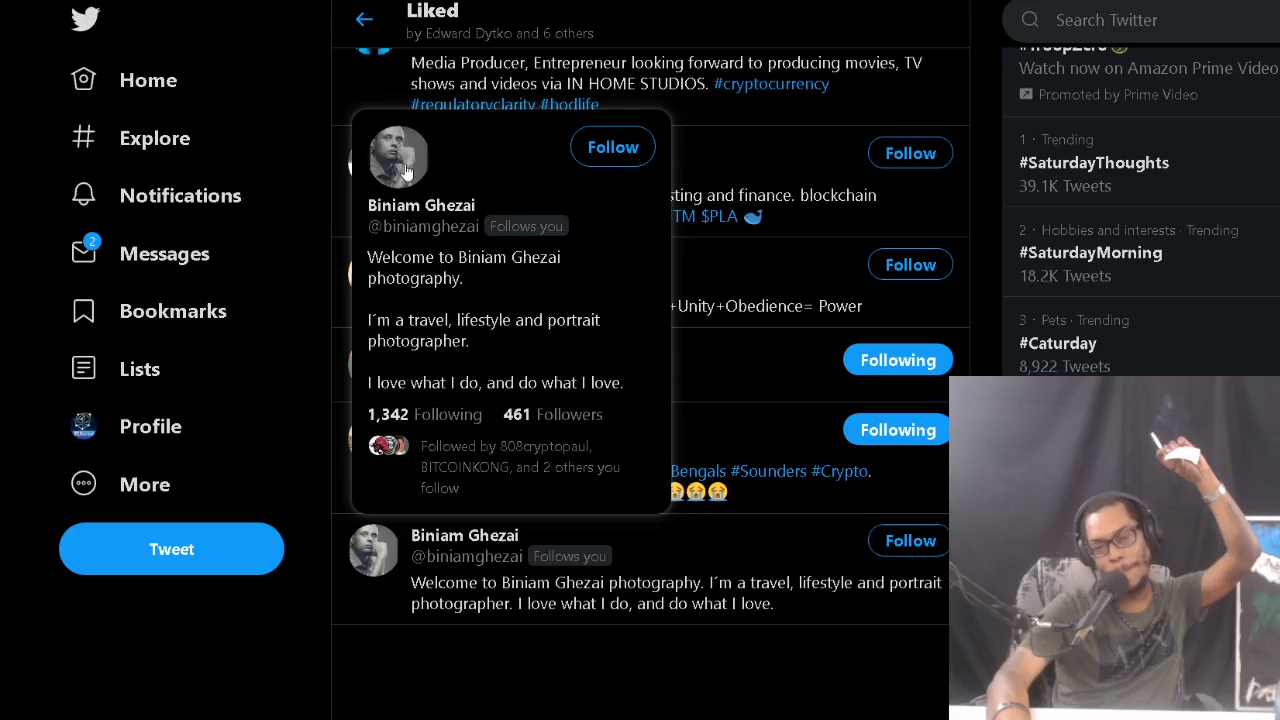 Home
Explore
Notifications
2
Messages
Bookmarks
Lists
Profile
More
Tweet
Liked
by Edward Dytko and 6 others
Media Producer, Entrepreneur looking forward to producing movies, TV
shows and videos via IN HOME STUDIOS. #cryptocurrency
#regulatoryclarity #hodlife
Follow
sting and finance. blockchain
TM $PLA
Follow
+Unity+Obedience= Power
Following
Following
Bengals #Sounders #Crypto.
Follow
Biniam Ghezai
@biniamghezai Follows you
Welcome to Biniam Ghezai
photography.
I´m a travel, lifestyle and portrait
photographer.
I love what I do, and do what I love.
1,342 Following 461 Followers
Followed by 808cryptopaul,
BITCOINKONG, and 2 others you
follow
Biniam Ghezai
@biniamghezai Follows you
Follow
Welcome to Biniam Ghezai photography. I´m a travel, lifestyle and portrait
photographer. I love what I do, and do what I love.
Search Twitter
#TroopZero
Watch now on Amazon Prime Video
Promoted by Prime Video
1 · Trending
#SaturdayThoughts
39.1K Tweets
2 · Hobbies and interests · Trending
#SaturdayMorning
18.2K Tweets
3 · Pets · Trending
#Caturday
8,922 Tweets